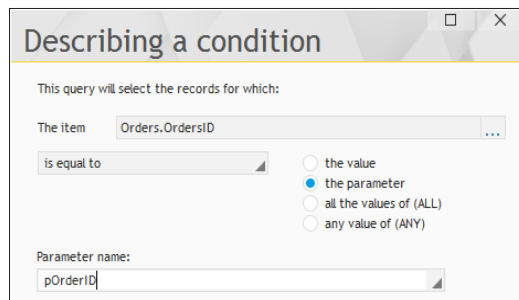 Describing a condition
This query will select the records for which:
The item Orders.OrdersID ...
is equal to
the value
the parameter
all the values of (ALL)
any value of (ANY)
Parameter name:
pOrderID